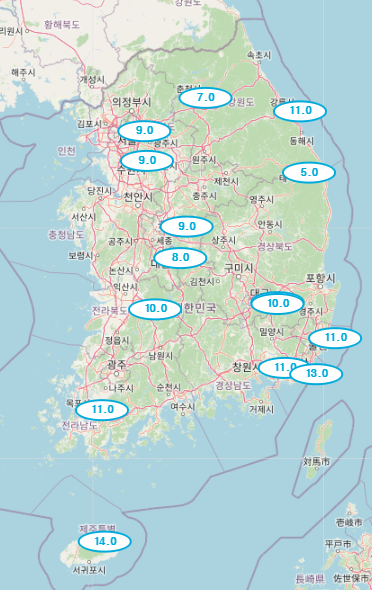 강원도
황해북도
리원시
해주시
개성시
속초시
춘천시
7.0
강원도
강릉시
11.0
의정부시
김포시
9.0
서울
광주시
동해시
인천
9.0
수원시
원주시
제천시
5.0
당진시
천안시
충주시
영주시
서산시
9.0
안동시
충청남도
공주시
세종
상주시
경상북도
보령시
8.0
논산시
구미시
김천시
포항시
익산시
10.0
전라북도
10.0
대한민국
경주시
밀양시
정읍시
11.0
남원시
광주
창원시
11.0
13.0
나주시
순천시
경상남도
목포시
11.0
여수시
거제시
전라남도
対馬市
제주특별
14.0
서귀포시
壱岐市
平戸市
長崎県
佐世保市